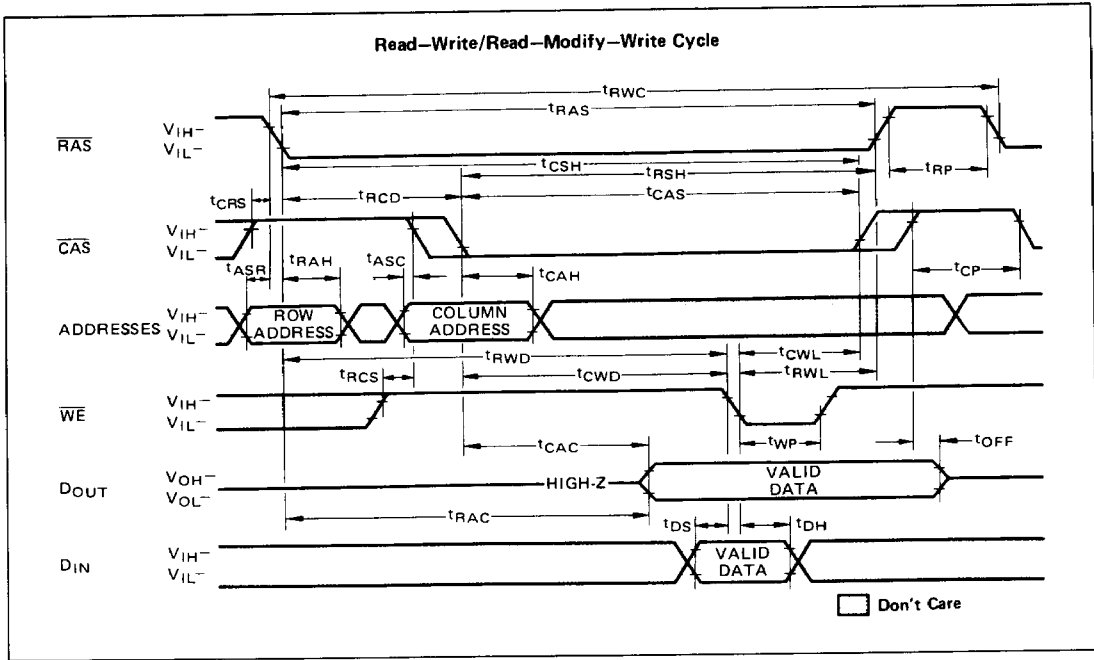 Read–Write/Read–Modify–Write Cycle
tRWC
tRAS
RAS
VIH–
VIL–
tCSH
tRSH
tRP
tCAS
tCRS
tRCD
CAS
VIH–
VIL–
tASR
tRAH
tASC
tCAH
tCP
ADDRESSES
VIH–
VIL–
ROW
ADDRESS
COLUMN
ADDRESS
tRWD
tCWL
tRCS
tCWD
tRWL
WE
VIH–
VIL–
tCAC
tWP
tOFF
DOUT
VOH–
VOL–
HIGH-Z
VALID
DATA
tRAC
tDS
tDH
DIN
VIH–
VIL–
VALID
DATA
Don't Care